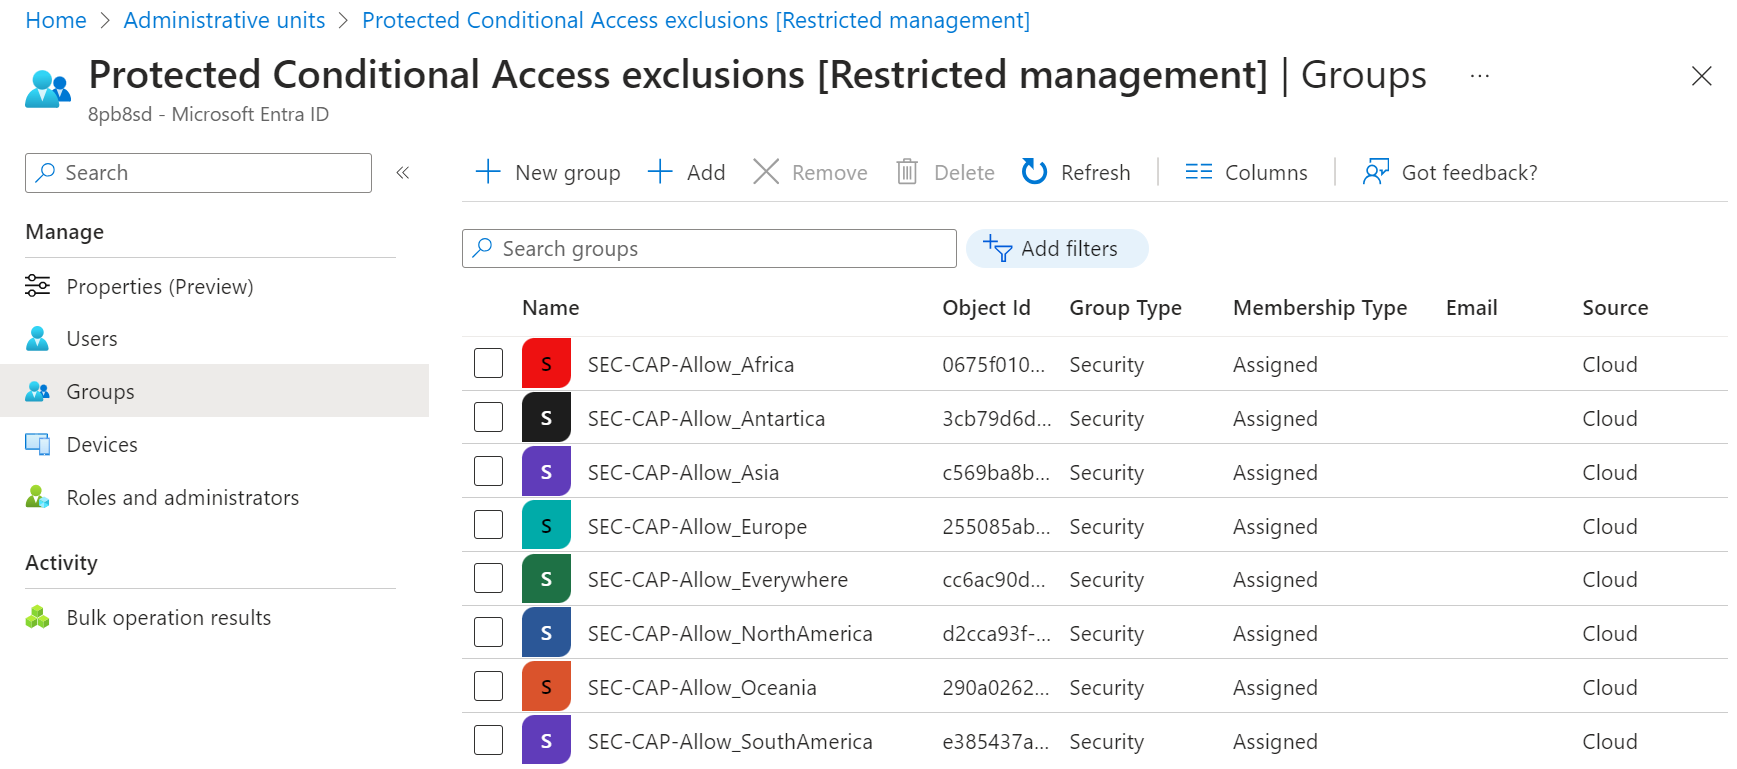 Home > Administrative units > Protected Conditional Access exclusions [Restricted management]
Protected Conditional Access exclusions [Restricted management] | Groups ...
8pb8sd - Microsoft Entra ID
Search
«
New group Add Remove Delete Refresh Columns Got feedback?
Manage
Properties (Preview)
Users
Groups
Devices
Roles and administrators
Activity
Bulk operation results
Search groups Add filters
Name Object Id Group Type Membership Type Email Source
S SEC-CAP-Allow_Africa 0675f010... Security Assigned Cloud
S SEC-CAP-Allow_Antartica 3cb79d6d... Security Assigned Cloud
S SEC-CAP-Allow_Asia c569ba8b... Security Assigned Cloud
S SEC-CAP-Allow_Europe 255085ab... Security Assigned Cloud
S SEC-CAP-Allow_Everywhere cc6ac90d... Security Assigned Cloud
S SEC-CAP-Allow_NorthAmerica d2cca93f-... Security Assigned Cloud
S SEC-CAP-Allow_Oceania 290a0262... Security Assigned Cloud
S SEC-CAP-Allow_SouthAmerica e385437a... Security Assigned Cloud